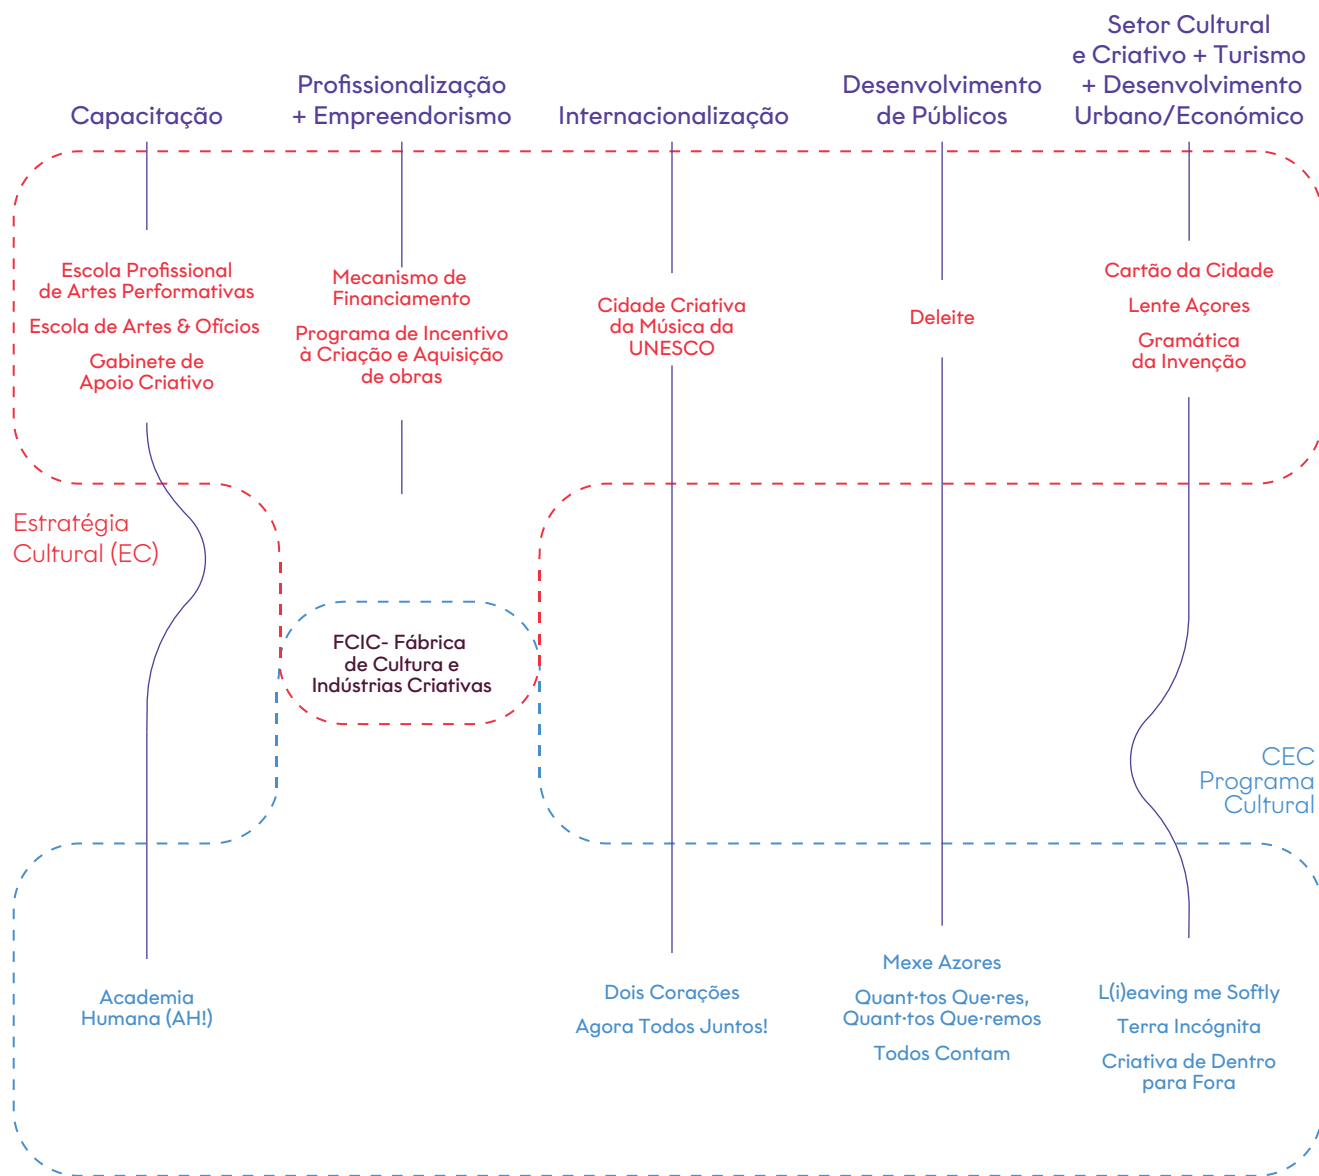 Capacitação
Profissionalização
+ Empreendorismo
Internacionalização
Desenvolvimento
de Públicos
Setor Cultural
e Criativo + Turismo
+ Desenvolvimento
Urbano/Económico
Escola Profissional
de Artes Performativas
Escola de Artes & Ofícios
Gabinete de
Apoio Criativo
Mecanismo de
Financiamento
Programa de Incentivo
à Criação e Aquisição
de obras
Cidade Criativa
da Música da
UNESCO
Deleite
Cartão da Cidade
Lente Açores
Gramática
da Invenção
Estratégia
Cultural (EC)
FCIC- Fábrica
de Cultura e
Indústrias Criativas
CEC
Programa
Cultural
Academia
Humana (AH!)
Dois Corações
Agora Todos Juntos!
Mexe Azores
Quant·tos Que·res,
Quant·tos Que·remos
Todos Contam
L(i)eaving me Softly
Terra Incógnita
Criativa de Dentro
para Fora